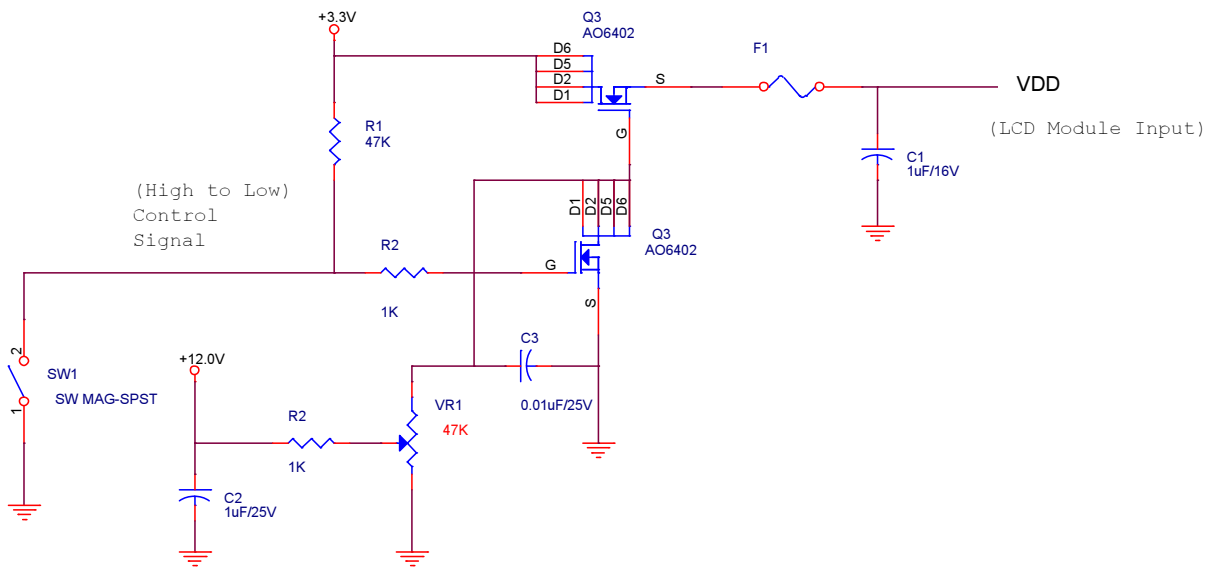 +3.3V
Q3
AO6402
D6
D5
D2
D1
S
G
F1
VDD
(LCD Module Input)
R1
47K
C1
1uF/16V
(High to Low)
Control
Signal
D1
D2
D5
D6
Q3
AO6402
R2
1K
G
S
2
1
SW1
SW MAG-SPST
+12.0V
C3
0.01uF/25V
R2
1K
VR1
47K
C2
1uF/25V